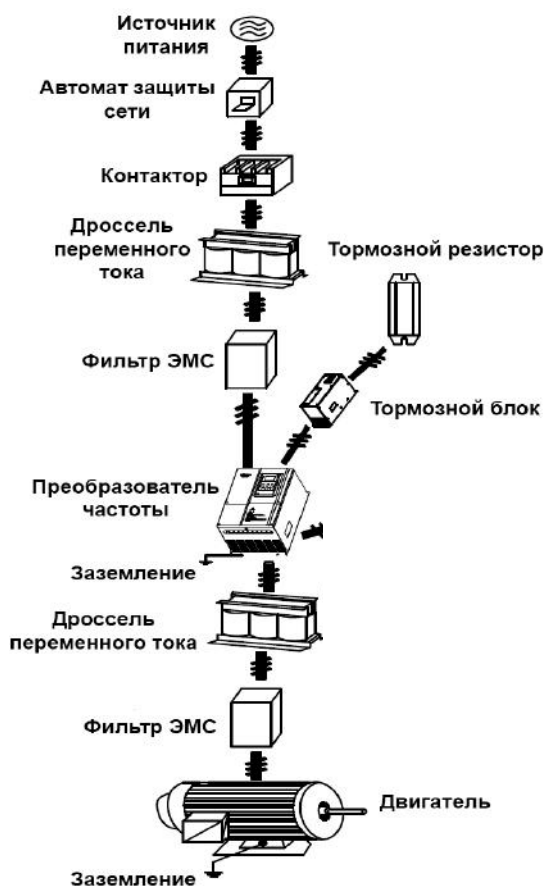 Источник
питания
Автомат защиты
сети
Контактор
Дроссель
переменного
тока
Тормозной резистор
Фильтр ЭМС
Тормозной блок
Преобразователь
частоты
Заземление
Дроссель
переменного тока
Фильтр ЭМС
Двигатель
Заземление